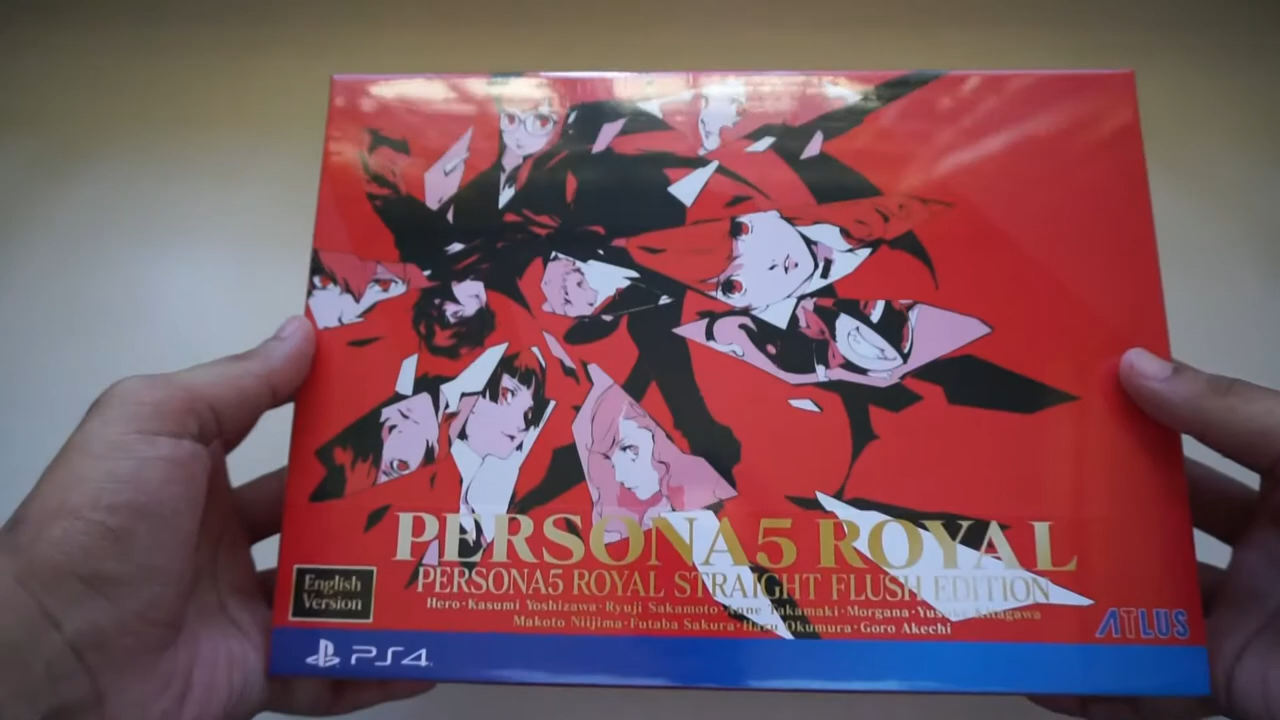 PERSONA5 ROYAL
PERSONA5 ROYAL STRAIGHT FLUSH EDITION
English
Version
Hero・Kasumi Yoshizawa・Ryuji Sakamoto・Anne Takamaki・Morgana・Yusuke Kitagawa
Makoto Niijima・Futaba Sakura・Haru Okumura・Goro Akechi
ATLUS
PS4